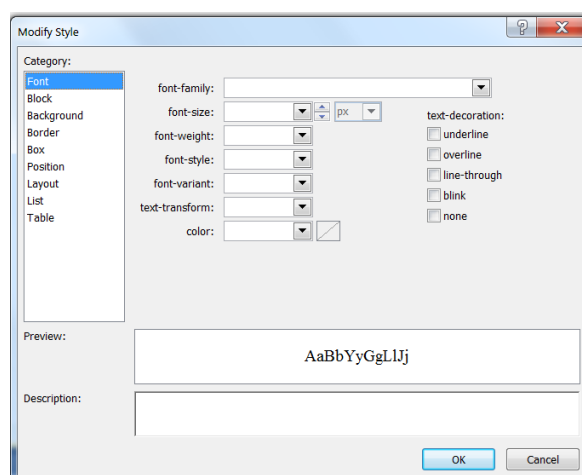 Modify Style
Category:
Font
Block
Background
Border
Box
Position
Layout
List
Table
font-family:
font-size:
px
font-weight:
font-style:
font-variant:
text-transform:
color:
text-decoration:
underline
overline
line-through
blink
none
Preview:
AaBbYyGgLlJj
Description:
OK
Cancel